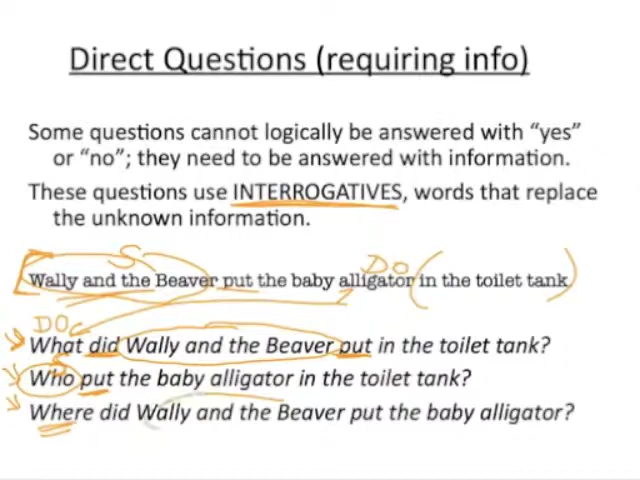 Direct Questions (requiring info)
Some questions cannot logically be answered with “yes”
or “no”; they need to be answered with information.
These questions use INTERROGATIVES, words that replace
the unknown information.
S DO
Wally and the Beaver put the baby alligator in the toilet tank
DO
What did Wally and the Beaver put in the toilet tank?
S
Who put the baby alligator in the toilet tank?
Where did Wally and the Beaver put the baby alligator?